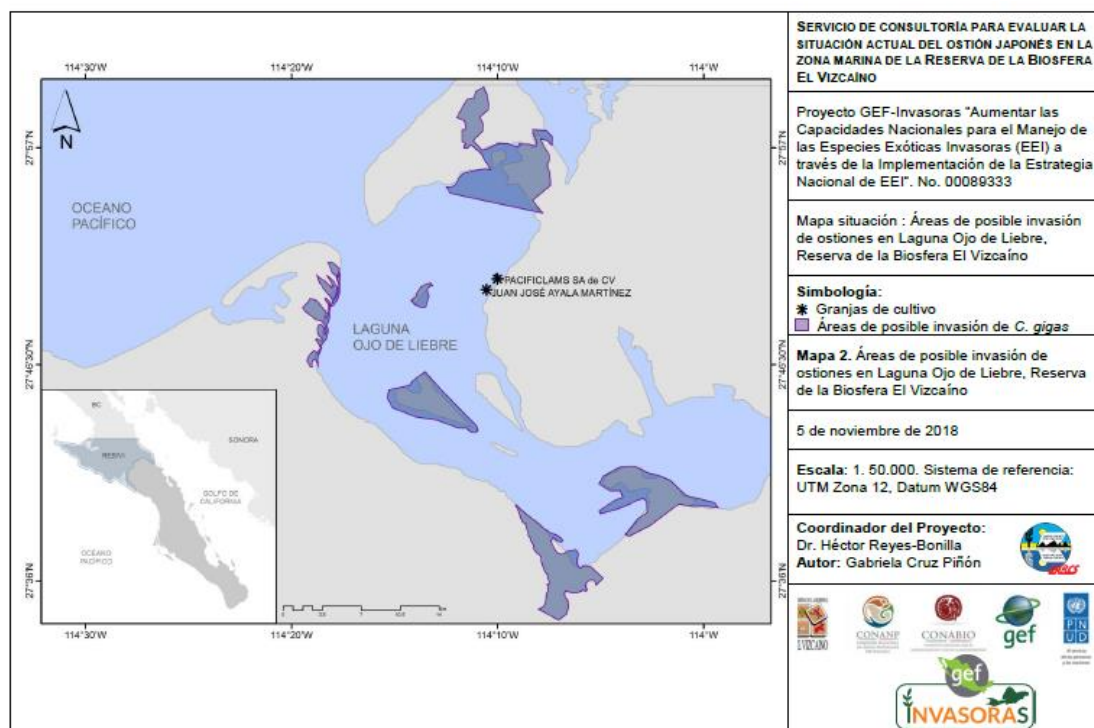 114°30'W
114°20'W
114°10'W
114°W
27°57'N
27°57'N
N
OCEANO
PACÍFICO
PACIFICLAMS SA de CV
JUAN JOSÉ AYALA MARTÍNEZ
LAGUNA
OJO DE LIEBRE
27°46'30"N
27°46'30"N
BC
SONORA
REBIVI
GOLFO DE
CALIFORNIA
OCEANO
PACÍFICO
27°36'N
27°36'N
114°30'W
114°20'W
114°10'W
114°W
SERVICIO DE CONSULTORÍA PARA EVALUAR LA
SITUACIÓN ACTUAL DEL OSTIÓN JAPONÉS EN LA
ZONA MARINA DE LA RESERVA DE LA BIOSFERA
EL VIZCAÍNO
Proyecto GEF-Invasoras "Aumentar las
Capacidades Nacionales para el Manejo de
las Especies Exóticas Invasoras (EEI) a
través de la Implementación de la Estrategia
Nacional de EEI". No. 00089333
Mapa situación : Áreas de posible invasión
de ostiones en Laguna Ojo de Liebre,
Reserva de la Biosfera El Vizcaíno
Simbología:
Granjas de cultivo
Áreas de posible invasión de C. gigas
Mapa 2. Áreas de posible invasión de
ostiones en Laguna Ojo de Liebre, Reserva
de la Biosfera El Vizcaíno
5 de noviembre de 2018
Escala: 1. 50.000. Sistema de referencia:
UTM Zona 12, Datum WGS84
Coordinador del Proyecto:
Dr. Héctor Reyes-Bonilla
Autor: Gabriela Cruz Piñón
UABCS
EL VIZCAINO
CONANP
CONABIO
gef
P N
U D
gef
INVASORAS